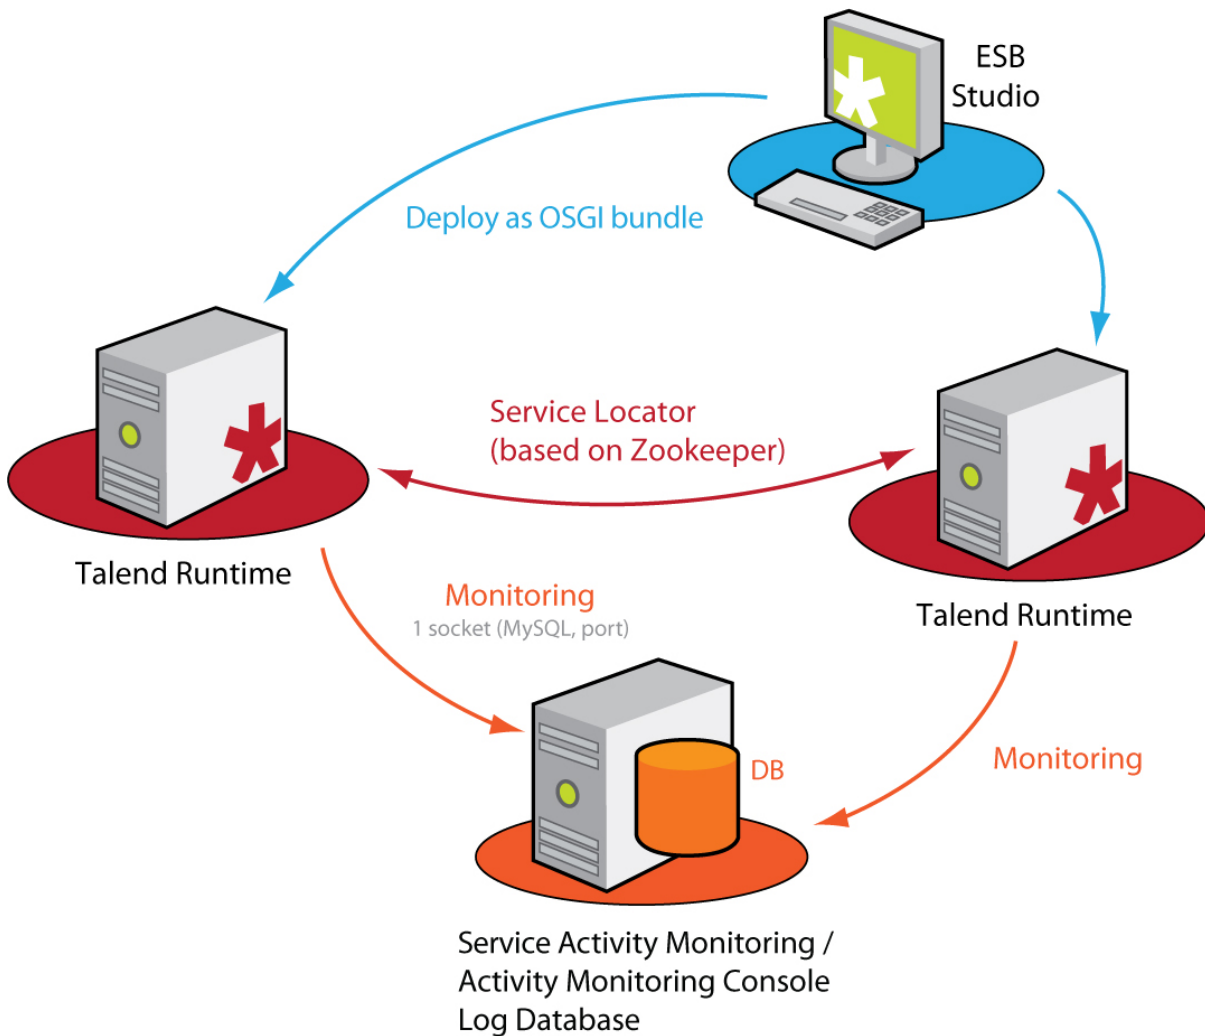 ESB
Studio
Deploy as OSGI bundle
Service Locator
(based on Zookeeper)
Talend Runtime
Monitoring
1 socket (MySQL, port)
Talend Runtime
DB
Monitoring
Service Activity Monitoring /
Activity Monitoring Console
Log Database